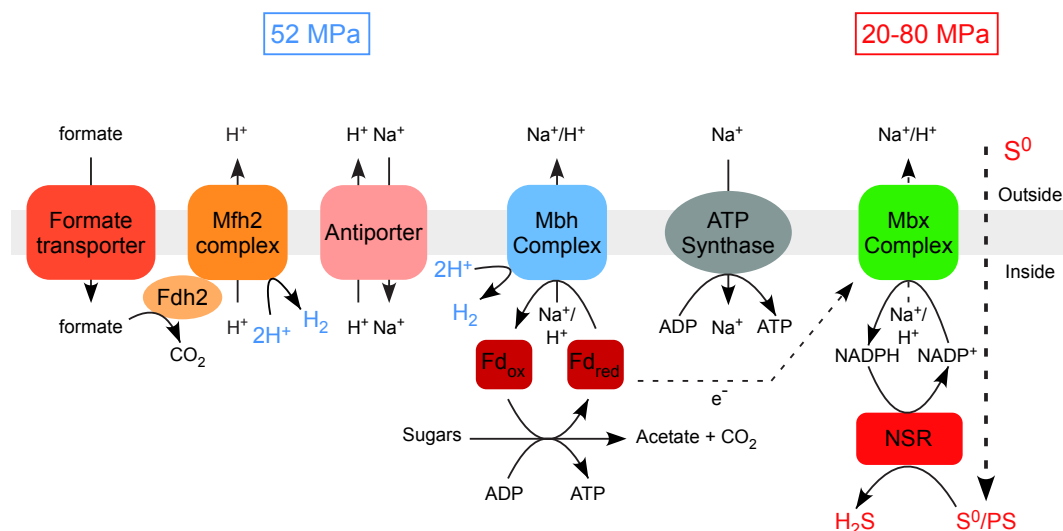 52 MPa
20-80 MPa
formate
H⁺
H⁺ Na⁺
Na⁺/H⁺
Na⁺
Na⁺/H⁺
S⁰
Outside
Formate
transporter
Mfh2
complex
Antiporter
Mbh
Complex
ATP
Synthase
Mbx
Complex
Inside
Fdh2
2H⁺
H₂
formate
CO₂
H⁺
2H⁺
H₂
H⁺ Na⁺
Na⁺/
H⁺
ADP
Na⁺
ATP
Na⁺/
H⁺
NADPH
NADP⁺
Fd_ox
Fd_red
e⁻
Sugars
Acetate + CO₂
NSR
ADP
ATP
H₂S
S⁰/PS